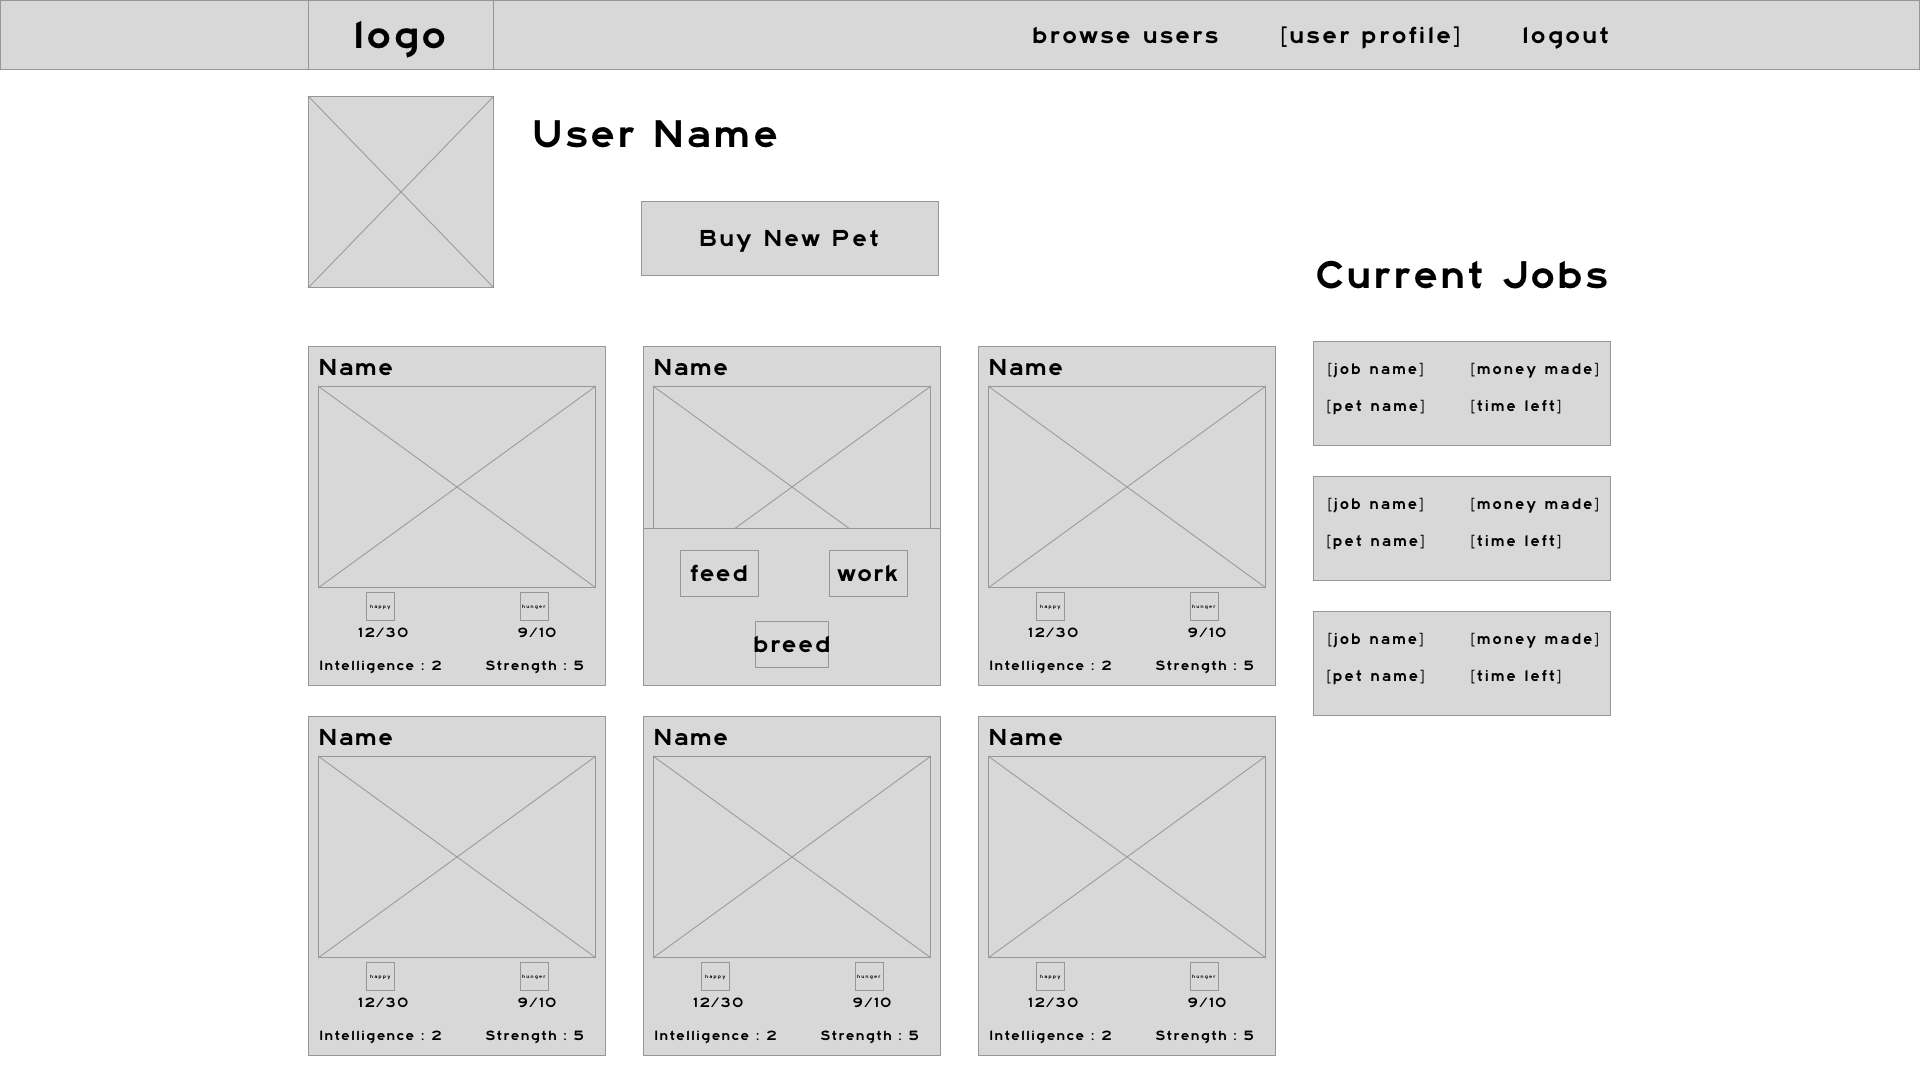 logo
browse users
[user profile]
logout
User Name
Buy New Pet
Current Jobs
Name
happy
hunger
12/30
9/10
Intelligence : 2
Strength : 5
Name
feed
work
breed
Name
happy
hunger
12/30
9/10
Intelligence : 2
Strength : 5
[job name]
[money made]
[pet name]
[time left]
[job name]
[money made]
[pet name]
[time left]
[job name]
[money made]
[pet name]
[time left]
Name
happy
hunger
12/30
9/10
Intelligence : 2
Strength : 5
Name
happy
hunger
12/30
9/10
Intelligence : 2
Strength : 5
Name
happy
hunger
12/30
9/10
Intelligence : 2
Strength : 5